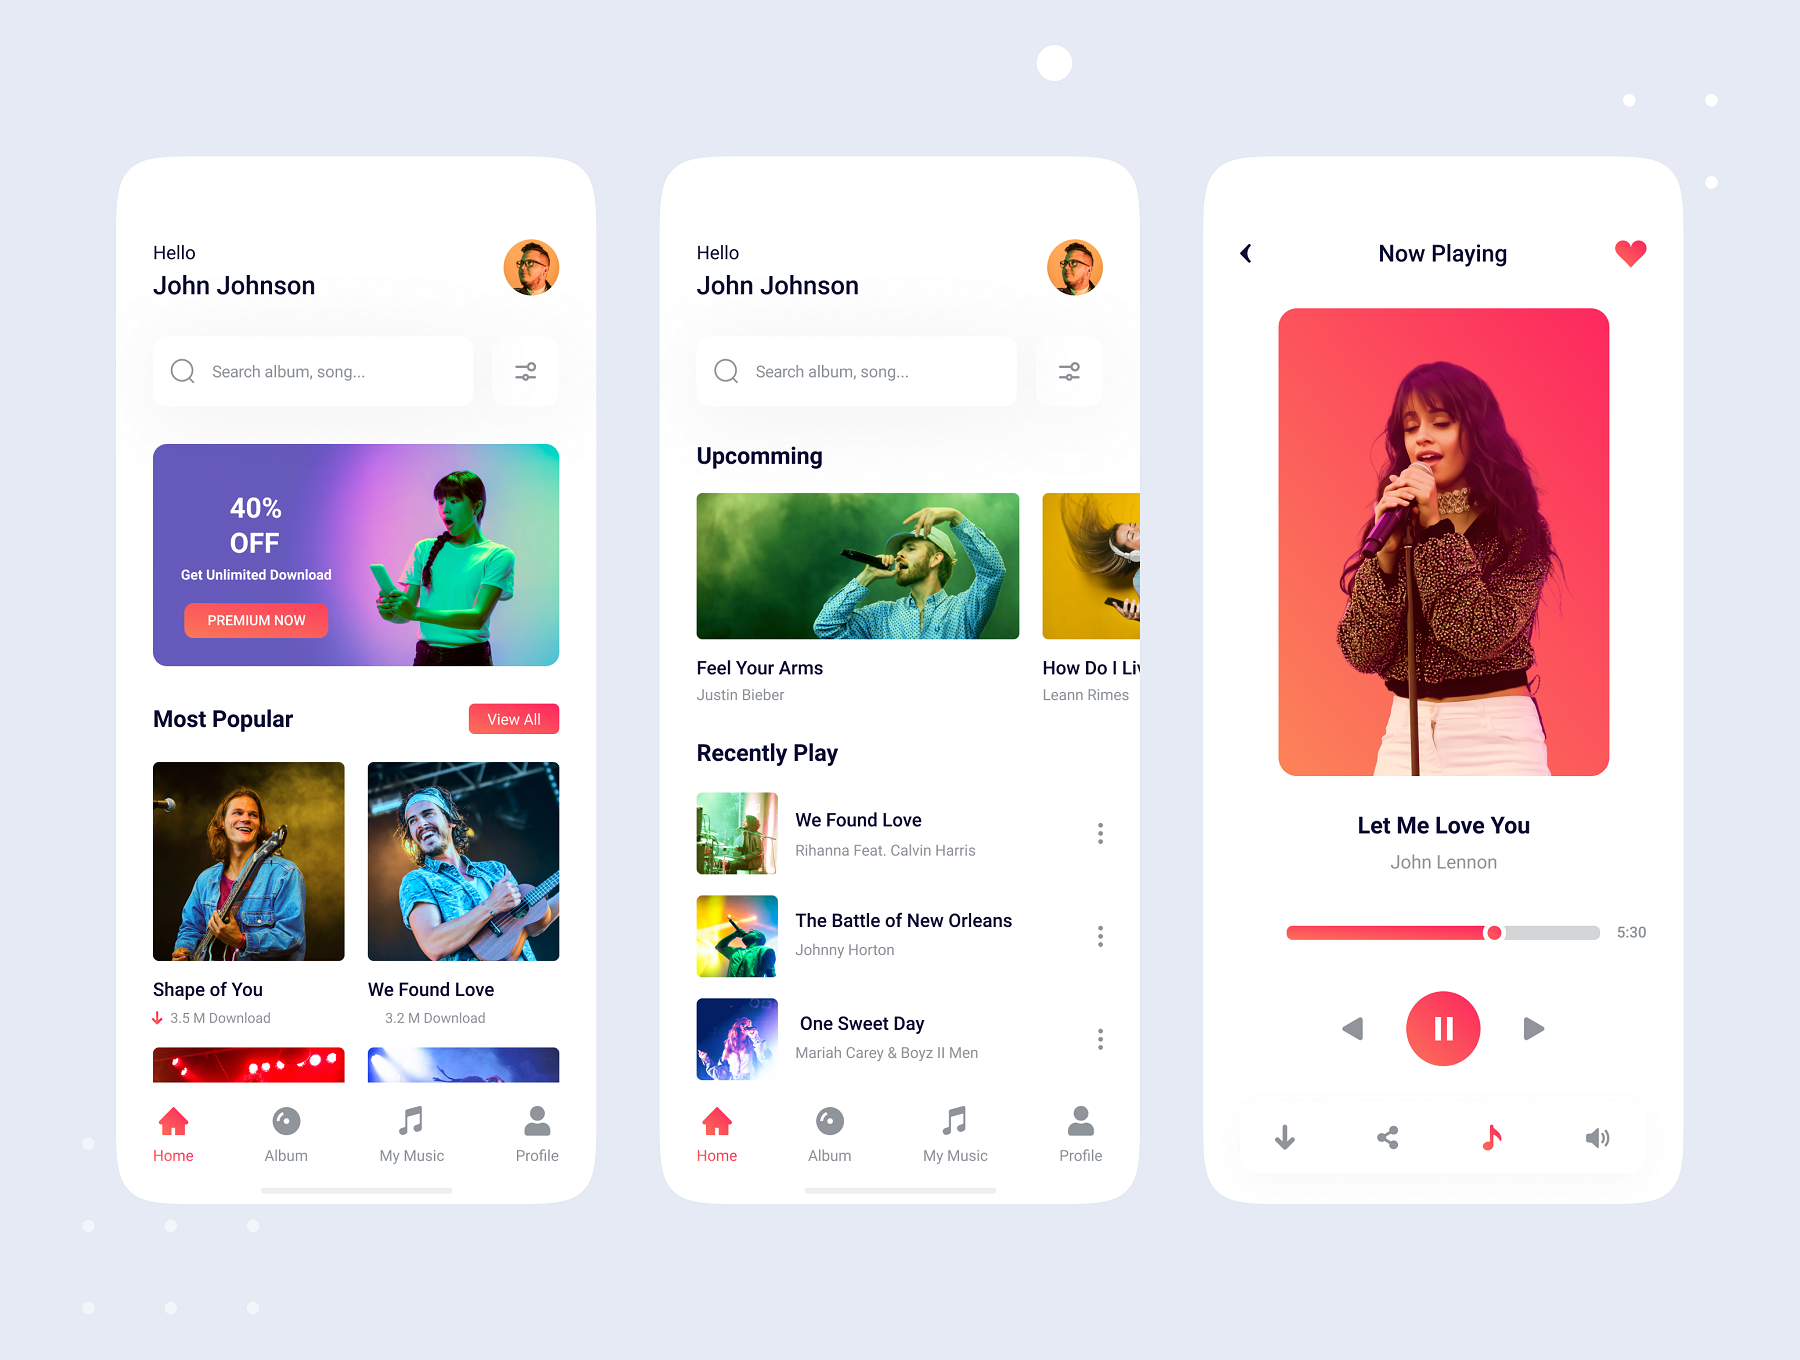 Hello
John Johnson
Search album, song...
40%
OFF
Get Unlimited Download
PREMIUM NOW
Most Popular
View All
Shape of You
3.5 M Download
We Found Love
3.2 M Download
Home
Album
My Music
Profile
Hello
John Johnson
Search album, song...
Upcomming
Feel Your Arms
Justin Bieber
How Do I Liv
Leann Rimes
Recently Play
We Found Love
Rihanna Feat. Calvin Harris
The Battle of New Orleans
Johnny Horton
One Sweet Day
Mariah Carey & Boyz II Men
Home
Album
My Music
Profile
Now Playing
Let Me Love You
John Lennon
5:30